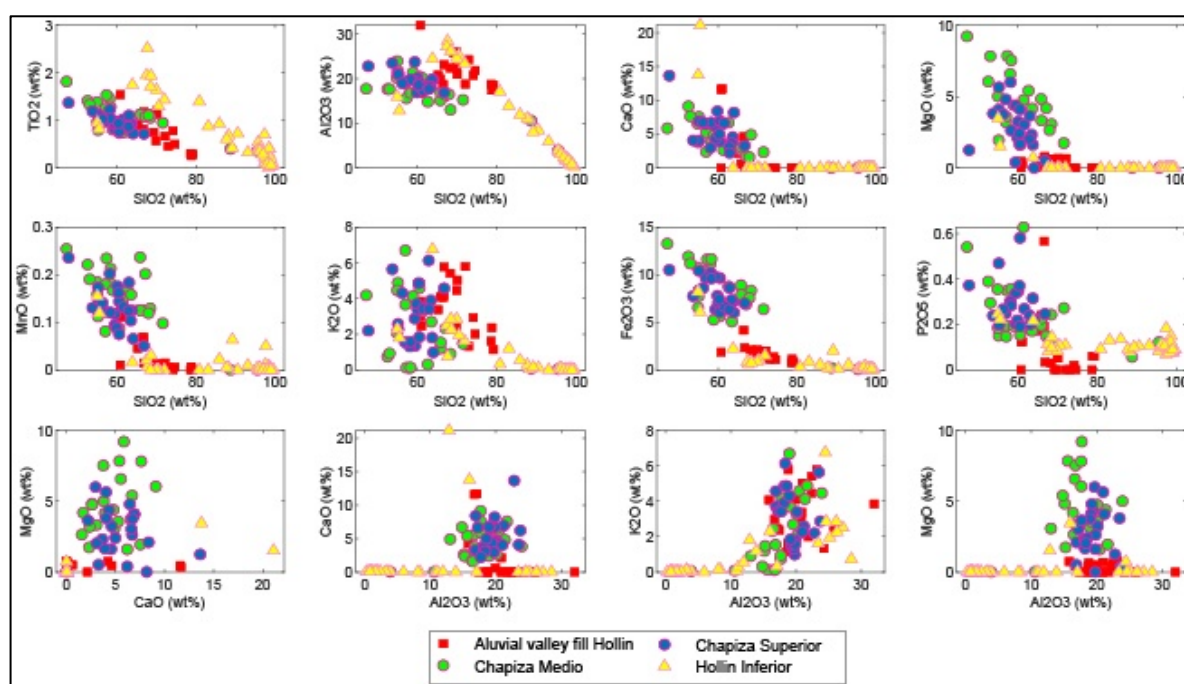 3
2
1
0
TiO2 (wt%)
60 80 100
SIO2 (wt%)
30
20
10
0
Al2O3 (wt%)
60 80 100
SIO2 (wt%)
20
15
10
5
0
CaO (wt%)
60 80 100
SIO2 (wt%)
10
5
0
MgO (wt%)
60 80 100
SIO2 (wt%)
0.3
0.2
0.1
0
MnO (wt%)
60 80 100
SIO2 (wt%)
8
6
4
2
0
K2O (wt%)
60 80 100
SIO2 (wt%)
15
10
5
0
Fe2O3 (wt%)
60 80 100
SIO2 (wt%)
0.6
0.4
0.2
0
P2O5 (wt%)
60 80 100
SIO2 (wt%)
10
5
0
MgO (wt%)
0 5 10 15 20
CaO (wt%)
20
15
10
5
0
CaO (wt%)
0 10 20 30
Al2O3 (wt%)
8
6
4
2
0
K2O (wt%)
0 10 20 30
Al2O3 (wt%)
10
5
0
MgO (wt%)
0 10 20 30
Al2O3 (wt%)
Aluvial valley fill Hollin
Chapiza Superior
Chapiza Medio
Hollin Inferior